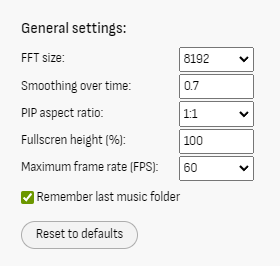 General settings:
FFT size: 8192
Smoothing over time: 0.7
PIP aspect ratio: 1:1
Fullscren height (%): 100
Maximum frame rate (FPS): 60
Remember last music folder
Reset to defaults